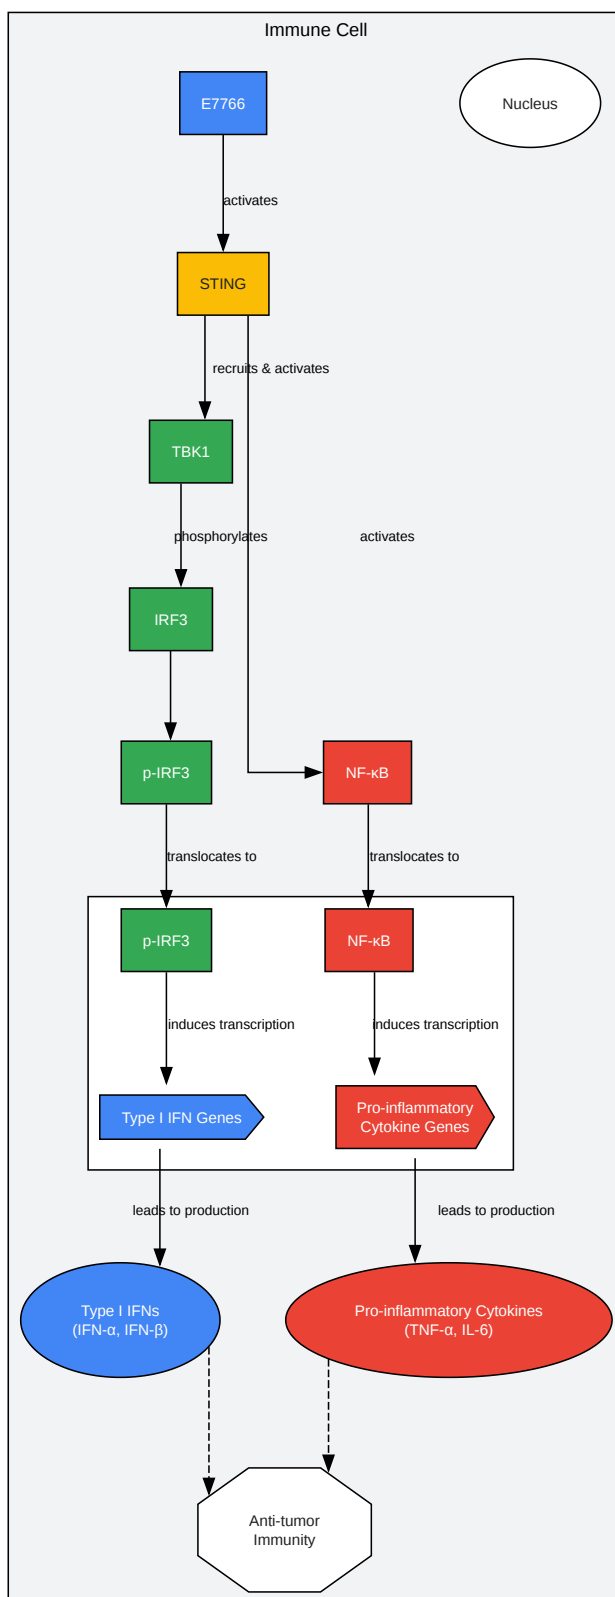 Immune Cell
E7766
Nucleus
activates
STING
recruits & activates
TBK1
phosphorylates
activates
IRF3
p-IRF3
NF-κB
translocates to
translocates to
p-IRF3
NF-κB
induces transcription
induces transcription
Type I IFN Genes
Pro-inflammatory
Cytokine Genes
leads to production
leads to production
Type I IFNs
(IFN-α, IFN-β)
Pro-inflammatory Cytokines
(TNF-α, IL-6)
Anti-tumor
Immunity